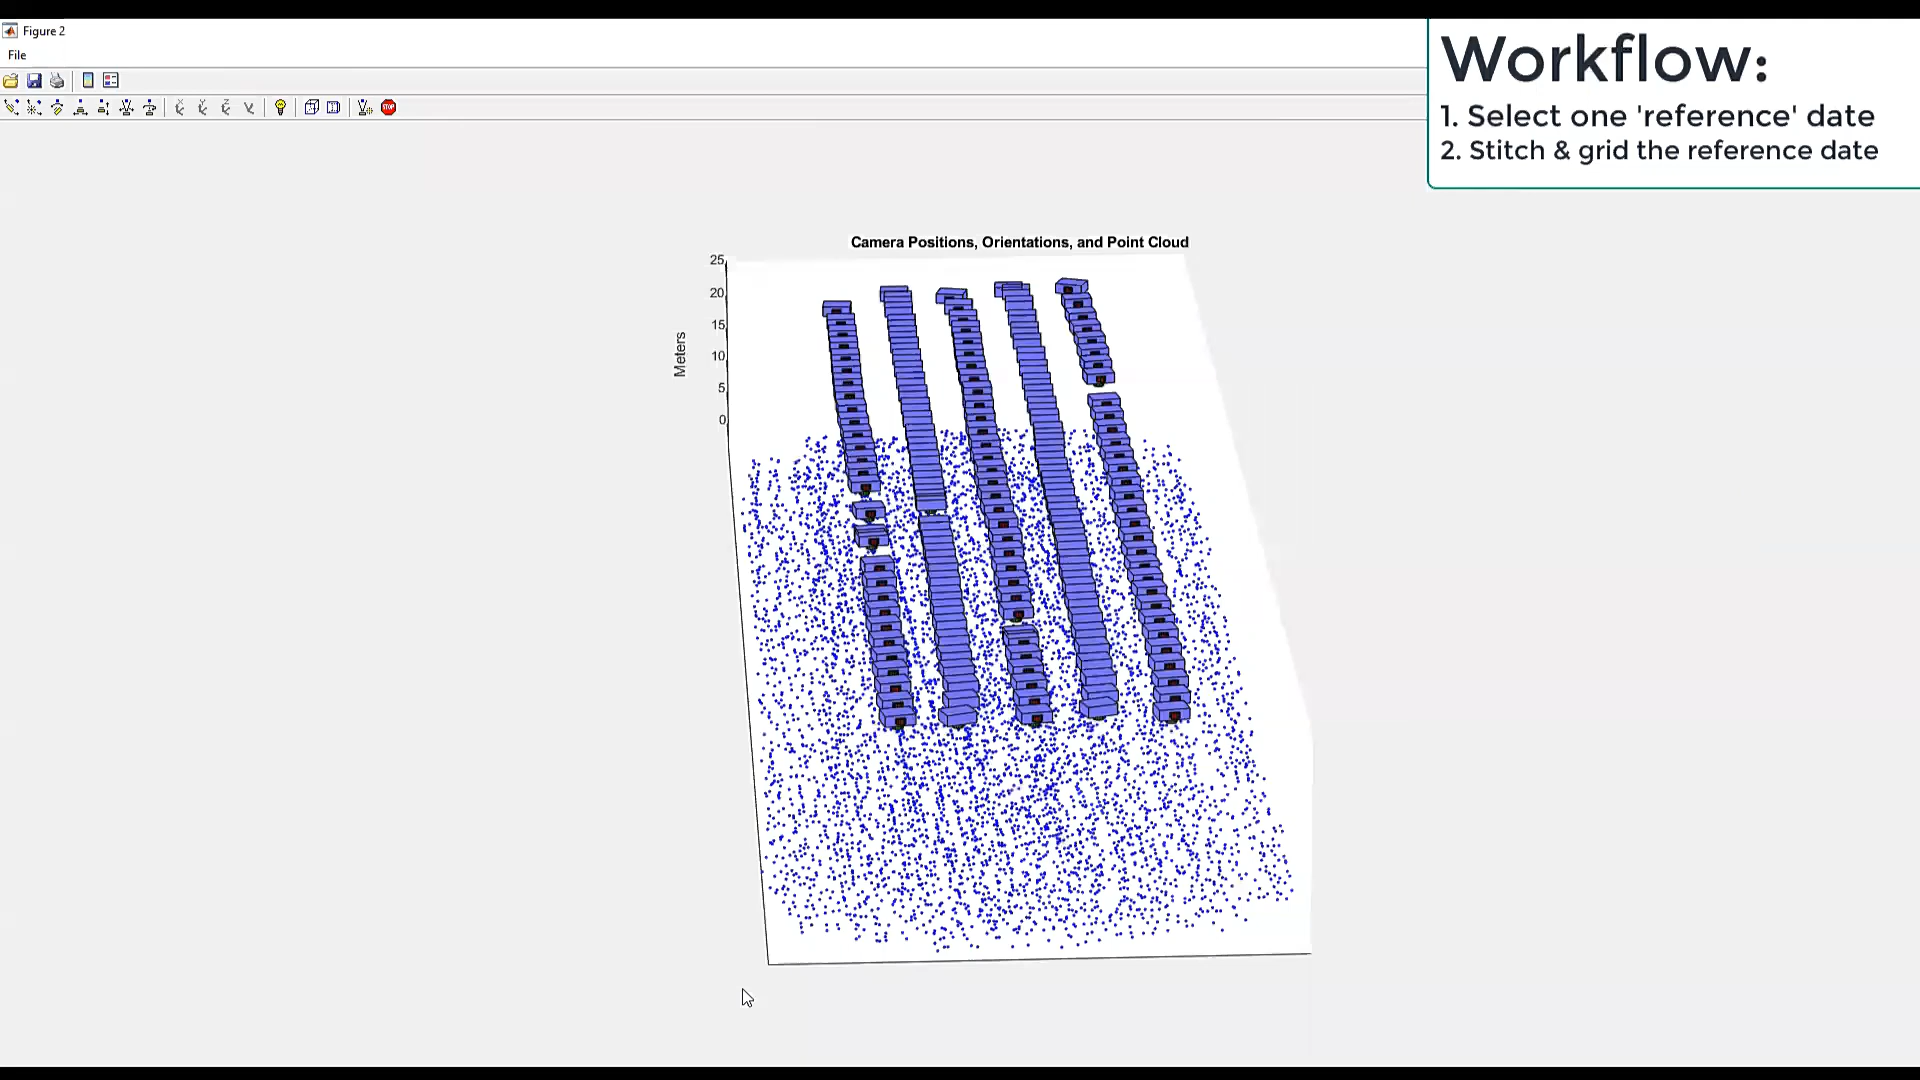 Figure 2
File
STOP
Workflow:
1. Select one 'reference' date
2. Stitch & grid the reference date
Camera Positions, Orientations, and Point Cloud
25
20
15
10
5
0
Meters